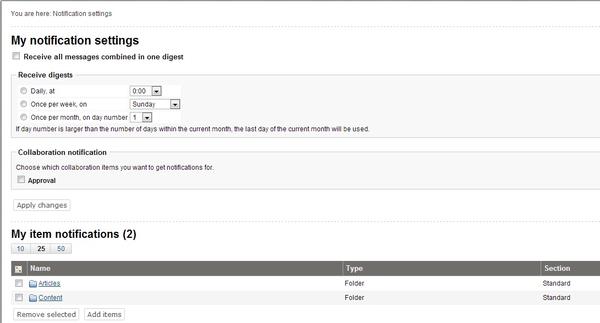 You are here: Notification settings
My notification settings
Receive all messages combined in one digest
Receive digests
Daily, at 0:00
Once per week, on Sunday
Once per month, on day number 1
If day number is larger than the number of days within the current month, the last day of the current month will be used.
Collaboration notification
Choose which collaboration items you want to get notifications for.
Approval
Apply changes
My item notifications (2)
10 25 50
Name Type Section
Articles Folder Standard
Content Folder Standard
Remove selected Add items